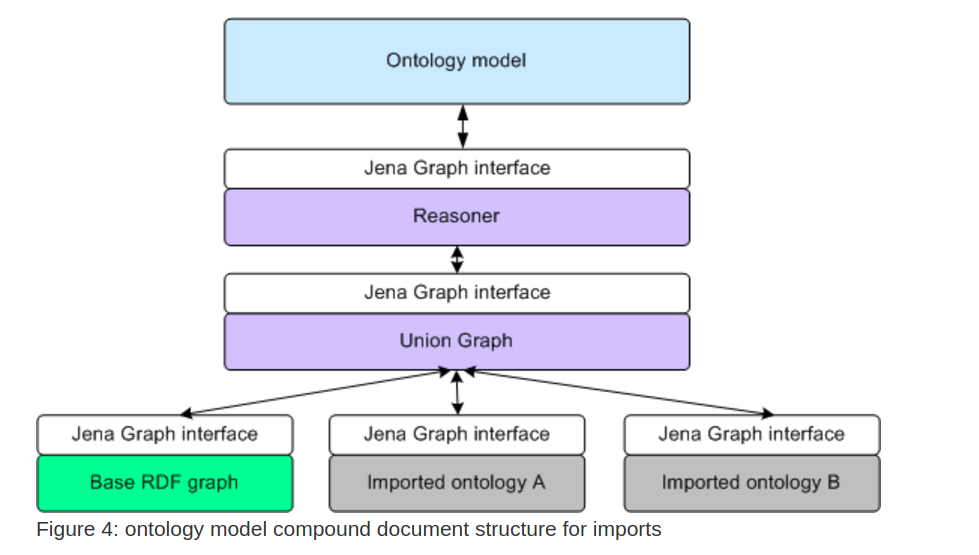 Ontology model
Jena Graph interface
Reasoner
Jena Graph interface
Union Graph
Jena Graph interface
Jena Graph interface
Jena Graph interface
Base RDF graph
Imported ontology A
Imported ontology B
Figure 4: ontology model compound document structure for imports